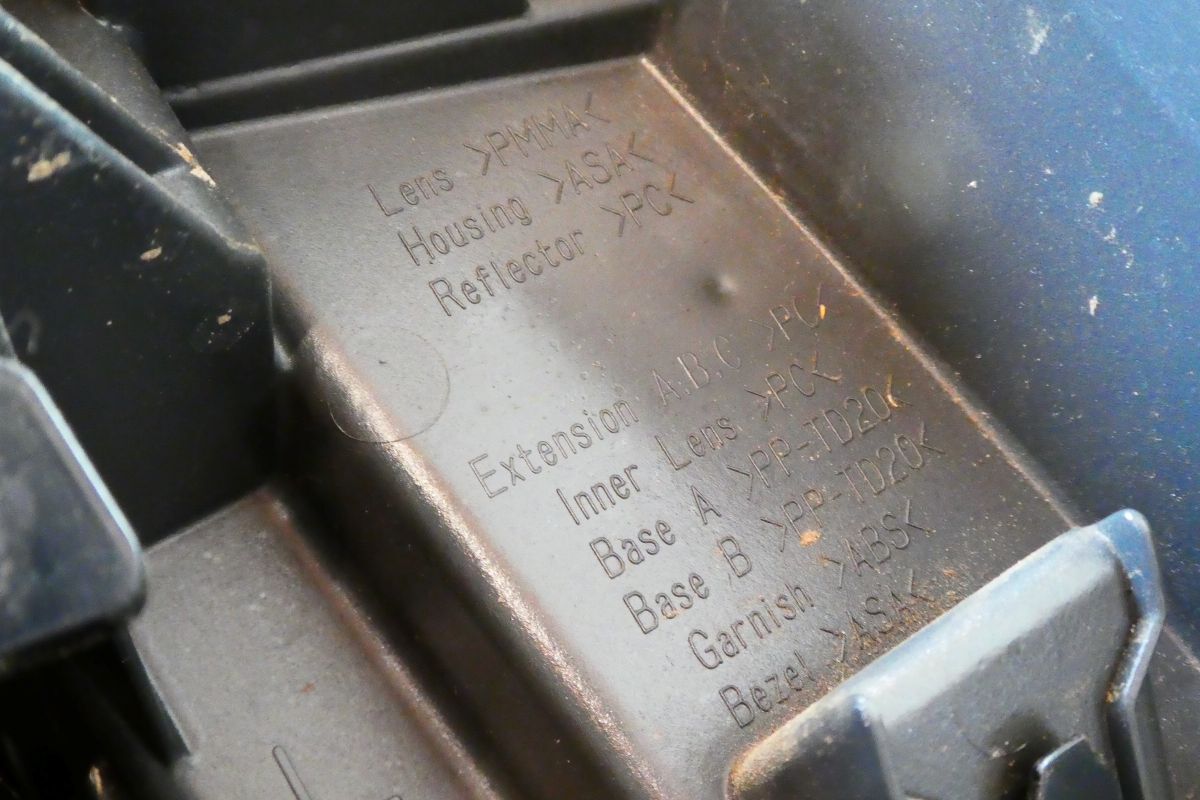 Lens >PMMA<
Housing >ASA<
Reflector >PC<
Extension A.B.C >PC<
Inner Lens >PC<
Base A >PP-TD20<
Base B >PP-TD20<
Garnish >ABS<
Bezel >ASA<